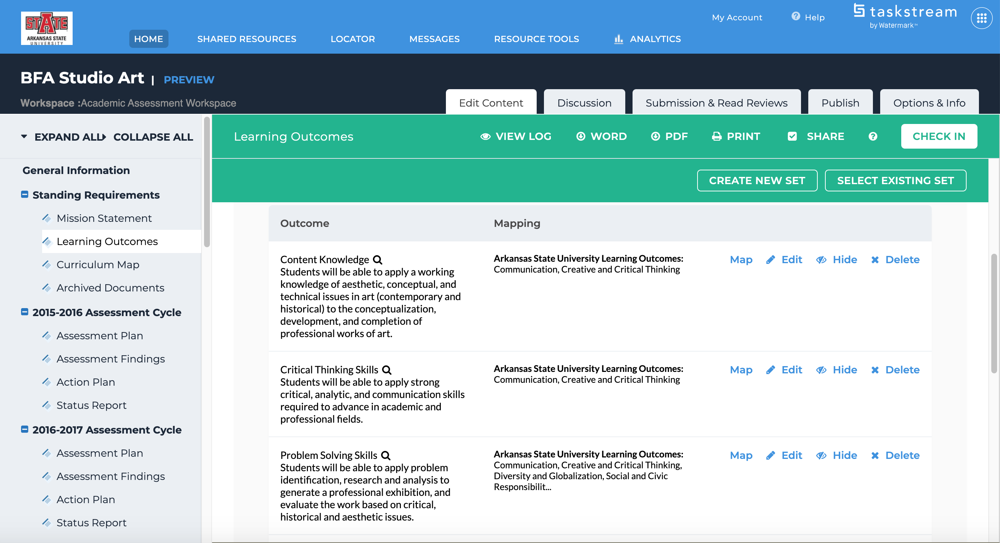 STATE
ARKANSAS STATE
UNIVERSITY
My Account
Help
taskstream
by Watermark™
HOME
SHARED RESOURCES
LOCATOR
MESSAGES
RESOURCE TOOLS
ANALYTICS
BFA Studio Art | PREVIEW
Workspace :Academic Assessment Workspace
Edit Content
Discussion
Submission & Read Reviews
Publish
Options & Info
EXPAND ALL
COLLAPSE ALL
General Information
Standing Requirements
Mission Statement
Learning Outcomes
Curriculum Map
Archived Documents
2015-2016 Assessment Cycle
Assessment Plan
Assessment Findings
Action Plan
Status Report
2016-2017 Assessment Cycle
Assessment Plan
Assessment Findings
Action Plan
Status Report
Learning Outcomes
VIEW LOG
WORD
PDF
PRINT
SHARE
?
CHECK IN
CREATE NEW SET
SELECT EXISTING SET
Outcome
Mapping
Content Knowledge
Students will be able to apply a working
knowledge of aesthetic, conceptual, and
technical issues in art (contemporary and
historical) to the conceptualization,
development, and completion of
professional works of art.
Arkansas State University Learning Outcomes:
Communication, Creative and Critical Thinking
Map Edit Hide Delete
Critical Thinking Skills
Students will be able to apply strong
critical, analytic, and communication skills
required to advance in academic and
professional fields.
Arkansas State University Learning Outcomes:
Communication, Creative and Critical Thinking
Map Edit Hide Delete
Problem Solving Skills
Students will be able to apply problem
identification, research and analysis to
generate a professional exhibition, and
evaluate the work based on critical,
historical and aesthetic issues.
Arkansas State University Learning Outcomes:
Communication, Creative and Critical Thinking,
Diversity and Globalization, Social and Civic
Responsibilit...
Map Edit Hide Delete